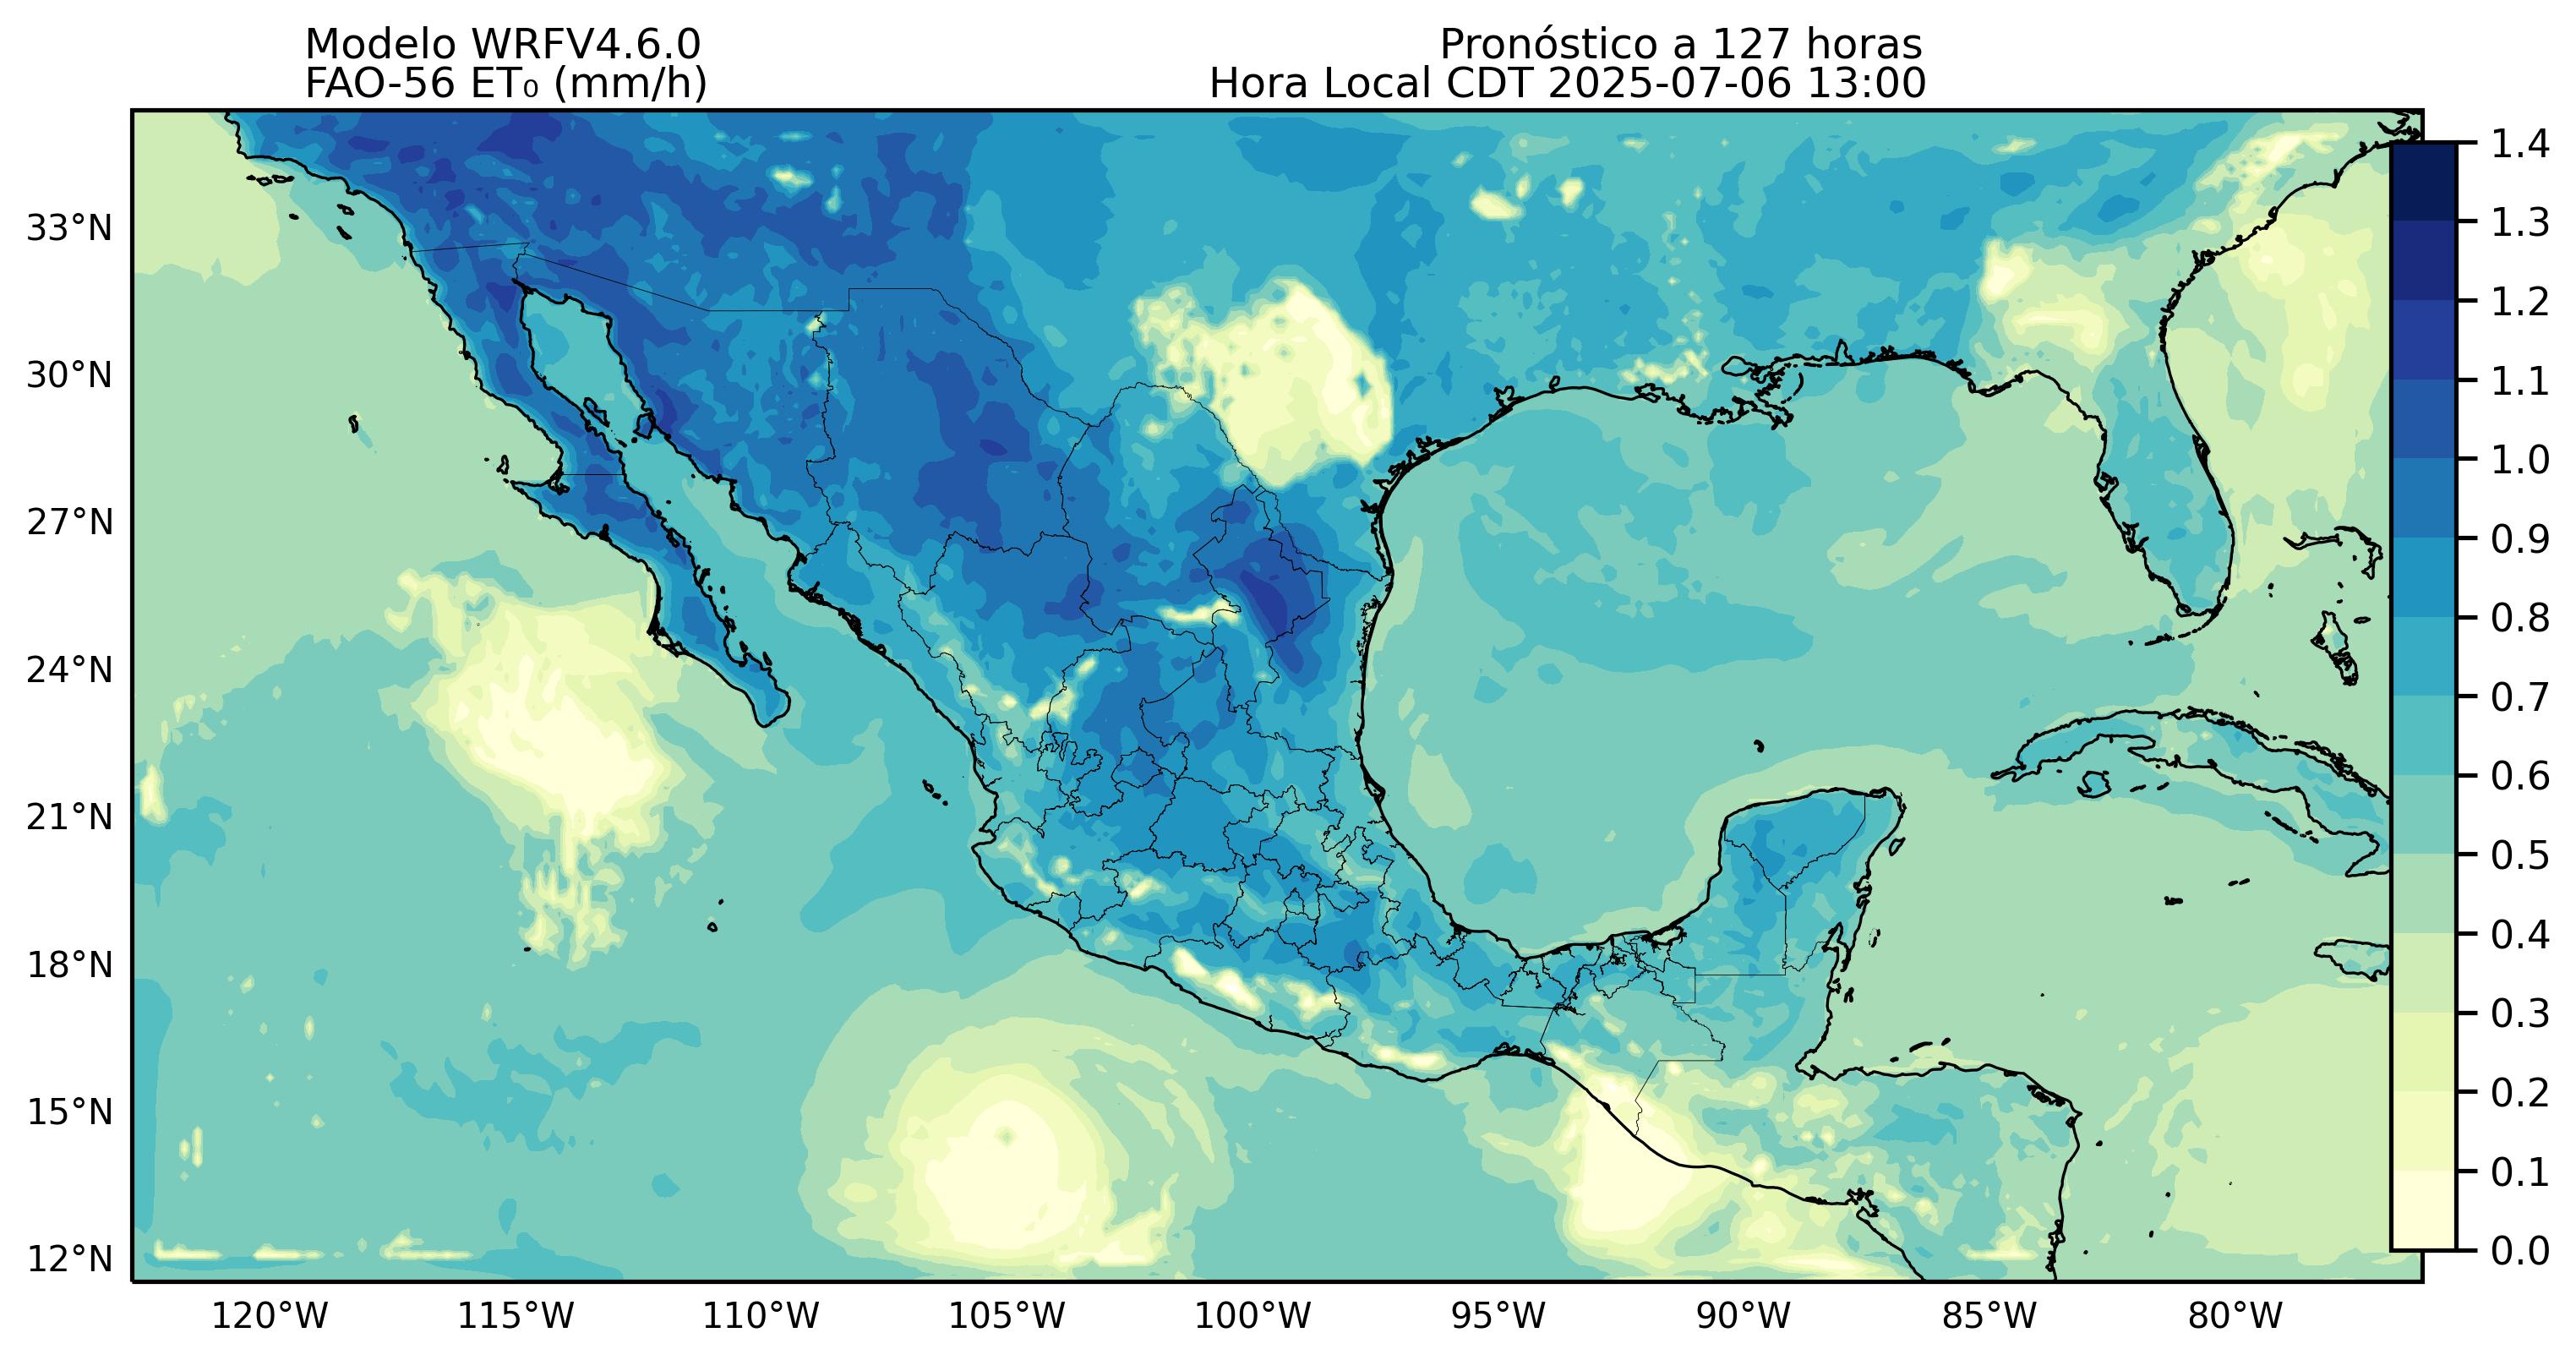 Modelo WRFV4.6.0
FAO-56 ET₀ (mm/h)
Pronóstico a 127 horas
Hora Local CDT 2025-07-06 13:00
33°N
30°N
27°N
24°N
21°N
18°N
15°N
12°N
120°W
115°W
110°W
105°W
100°W
95°W
90°W
85°W
80°W
1.4
1.3
1.2
1.1
1.0
0.9
0.8
0.7
0.6
0.5
0.4
0.3
0.2
0.1
0.0